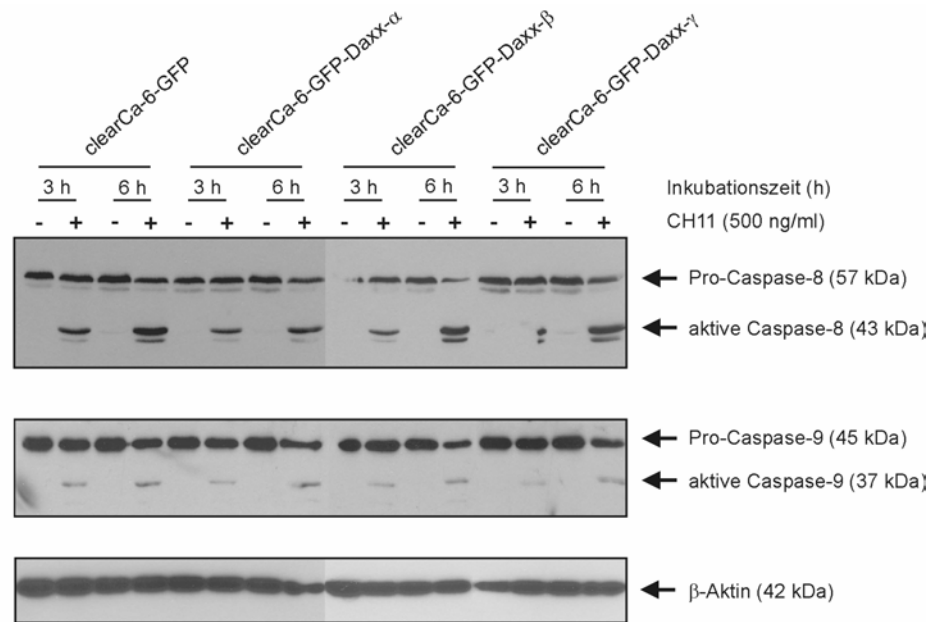 clearCa-6-GFP
clearCa-6-GFP-Daxx-α
clearCa-6-GFP-Daxx-β
clearCa-6-GFP-Daxx-γ
3 h 6 h 3 h 6 h 3 h 6 h 3 h 6 h Inkubationszeit (h)
- + - + - + - + - + - + - + - + CH11 (500 ng/ml)
Pro-Caspase-8 (57 kDa)
aktive Caspase-8 (43 kDa)
Pro-Caspase-9 (45 kDa)
aktive Caspase-9 (37 kDa)
β-Aktin (42 kDa)